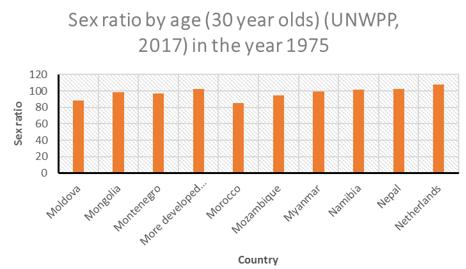 Sex ratio by age (30 year olds) (UNWPP,
2017) in the year 1975
120
100
80
60
40
20
0
Sex ratio
Moldova
Mongolia
Montenegro
More developed...
Morocco
Mozambique
Myanmar
Namibia
Nepal
Netherlands
Country